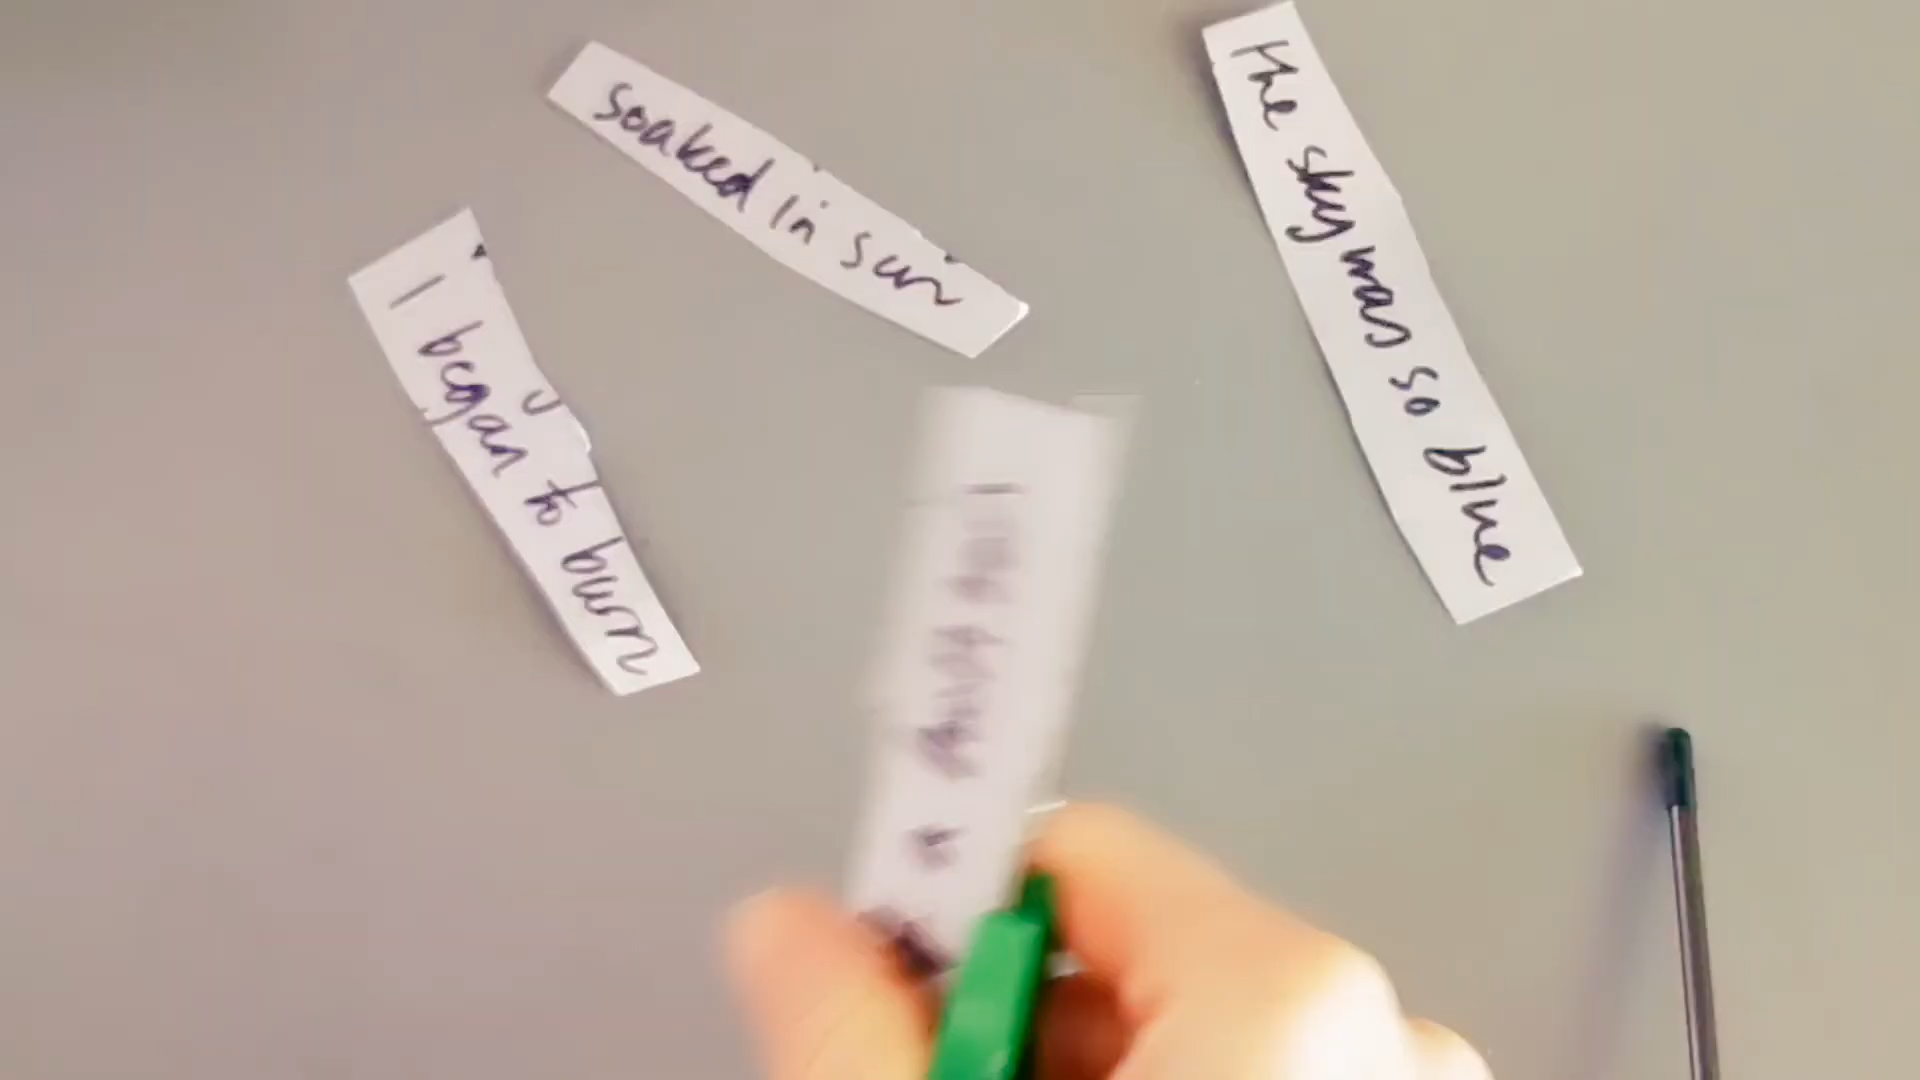 soaked in sun
the sky was so blue
I began to burn